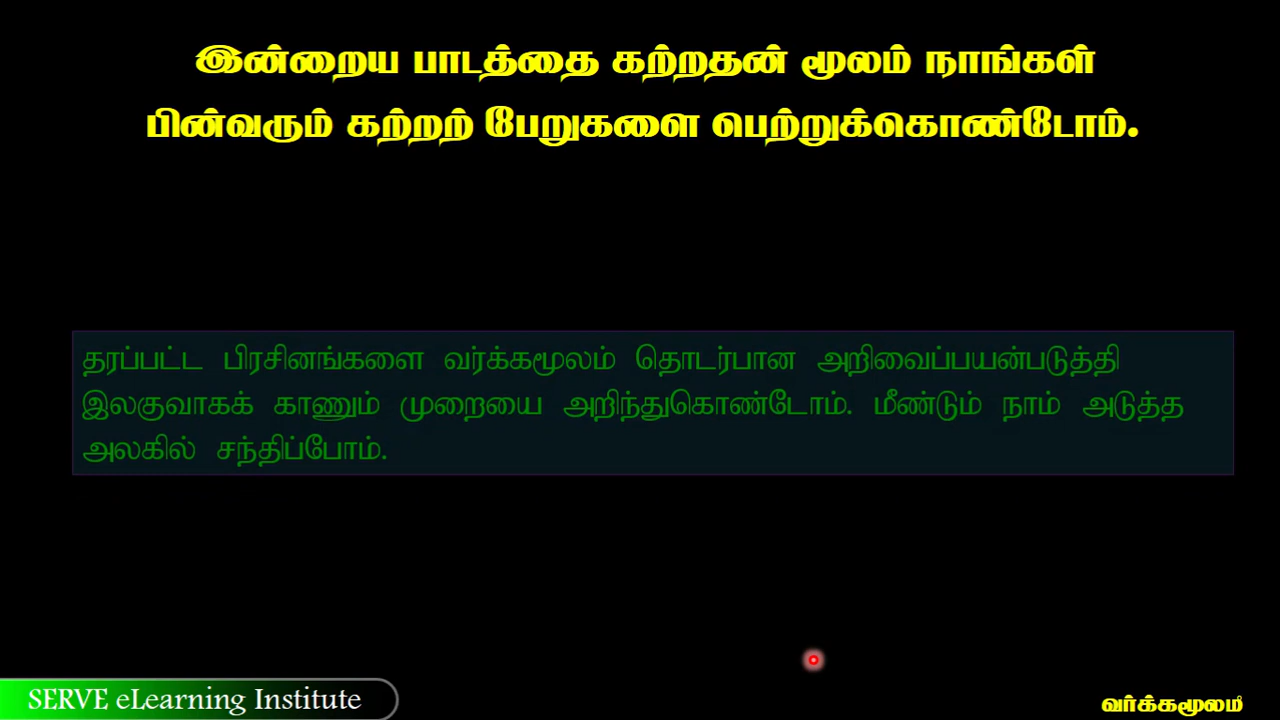 இன்றைய பாடத்தை கற்றதன் மூலம் நாங்கள்
பின்வரும் கற்றற் பேறுகளை பெற்றுக்கொண்டோம்.
தரப்பட்ட பிரசினங்களை வர்க்கமூலம் தொடர்பான அறிவைப்பயன்படுத்தி
இலகுவாகக் காணும் முறையை அறிந்துகொண்டோம். மீண்டும் நாம் அடுத்த
அலகில் சந்திப்போம்.
SERVE eLearning Institute
வர்க்கமூலம்